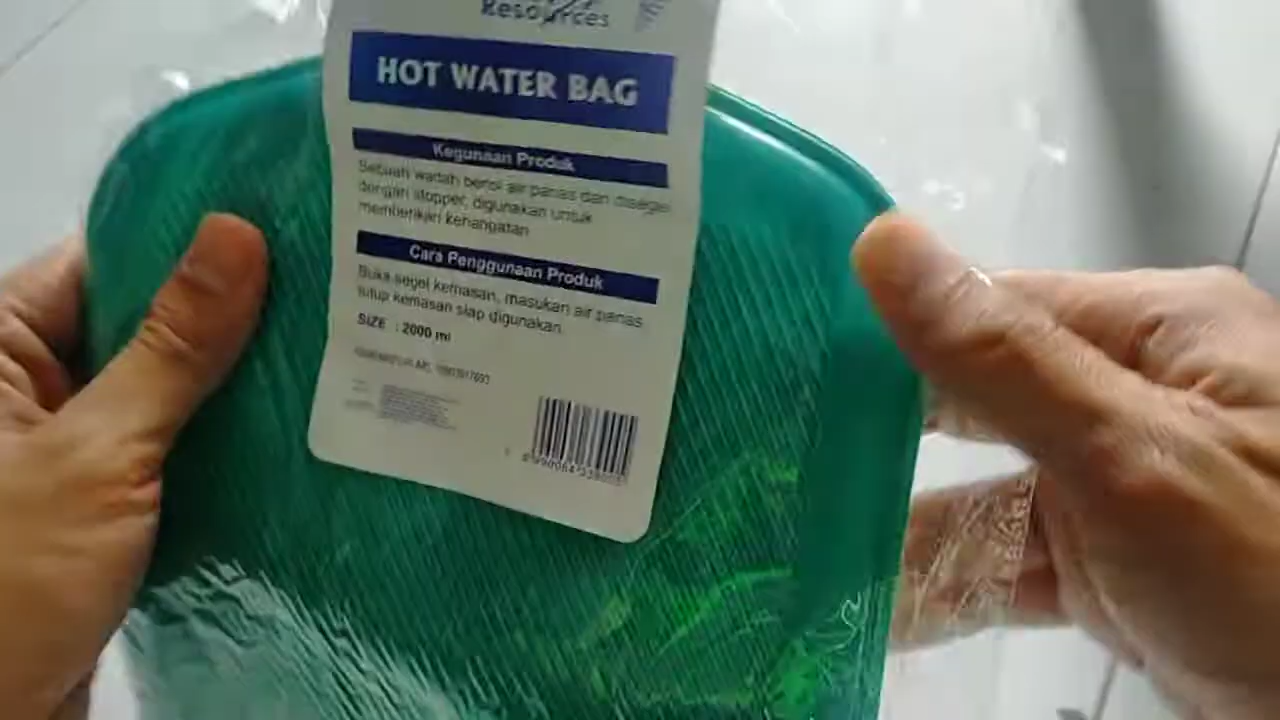 Resources
HOT WATER BAG
Kegunaan Produk
Sebuah wadah berisi air panas dan disegel
dengan stopper, digunakan untuk
memberikan kehangatan
Cara Penggunaan Produk
Buka segel kemasan, masukan air panas
tutup kemasan siap digunakan
SIZE : 2000 ml